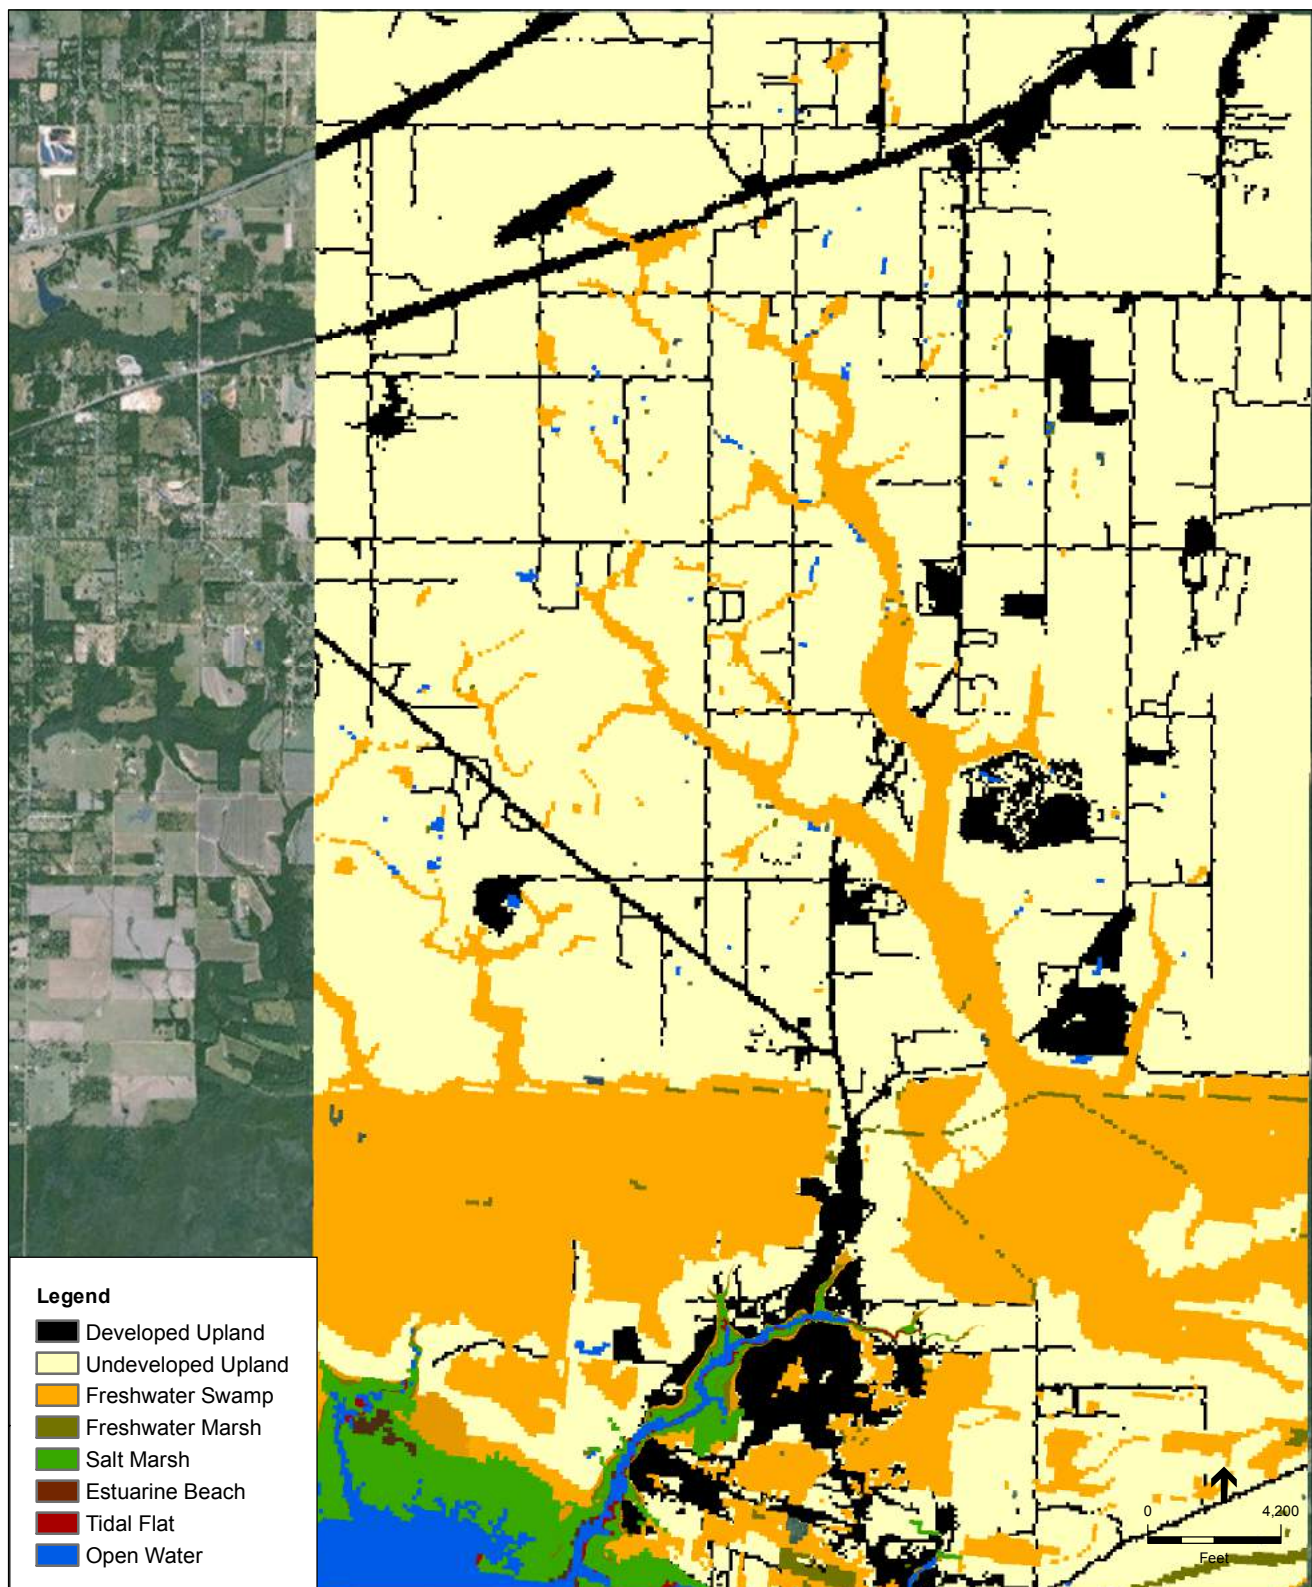 Legend
Developed Upland
Undeveloped Upland
Freshwater Swamp
Freshwater Marsh
Salt Marsh
Estuarine Beach
Tidal Flat
Open Water
0 4,200
Feet